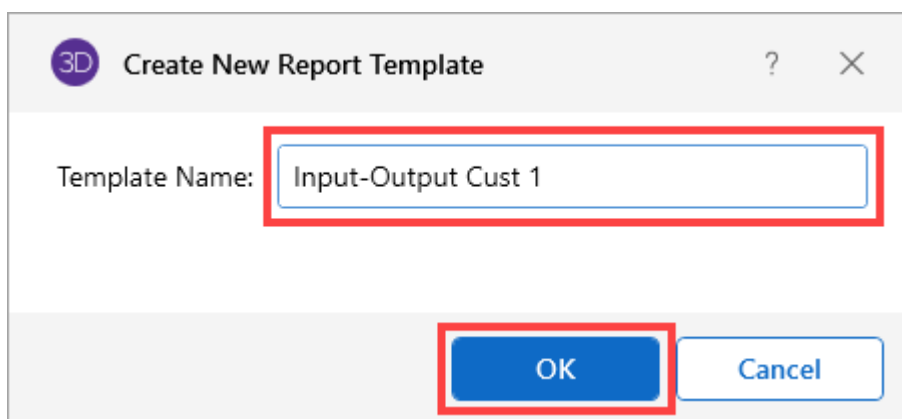 3D Create New Report Template ?
Template Name: Input-Output Cust 1
OK Cancel